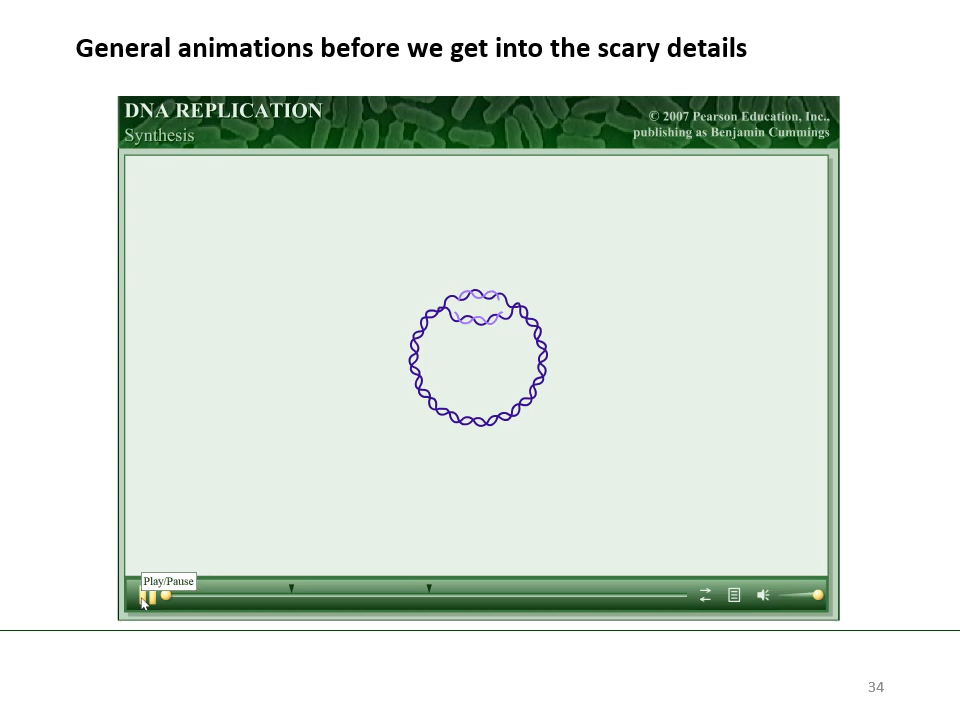 General animations before we get into the scary details
DNA REPLICATION
Synthesis
© 2007 Pearson Education, Inc.,
publishing as Benjamin Cummings
Play/Pause
34